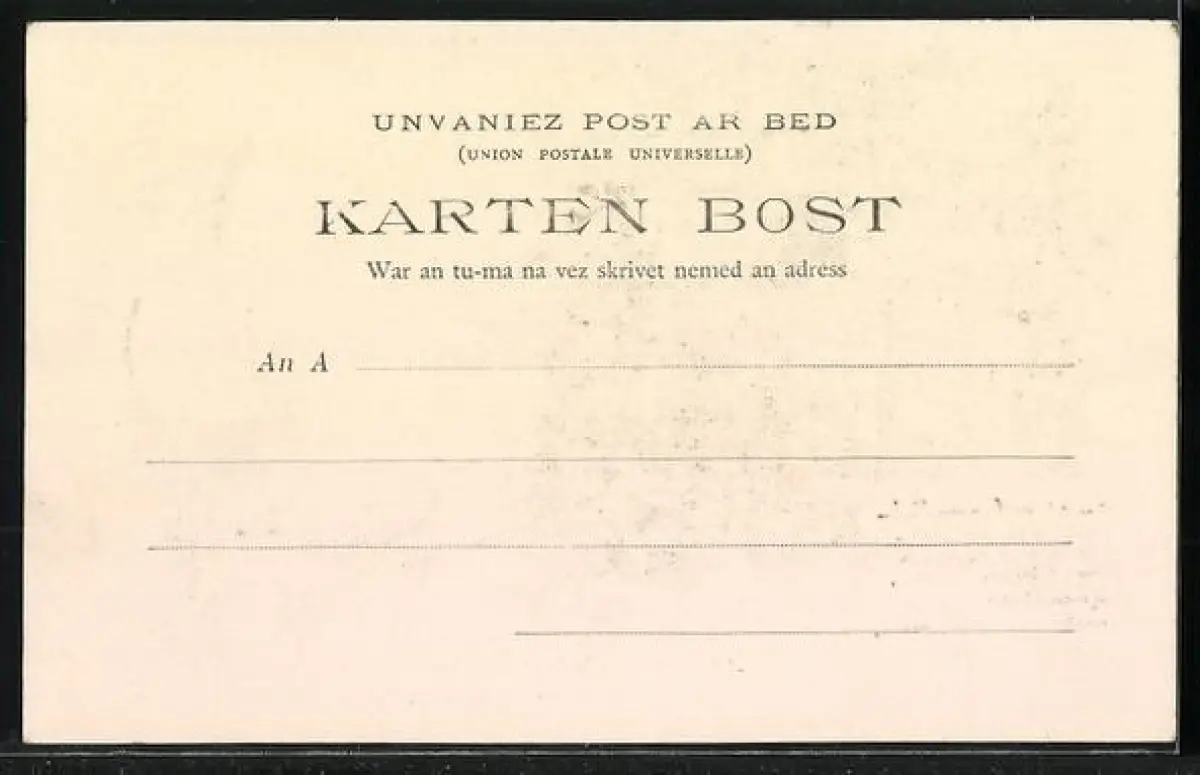 UNVANIEZ POST AR BED
(UNION POSTALE UNIVERSELLE)
KARTEN BOST
War an tu-ma na vez skrivet nemed an adress
An A